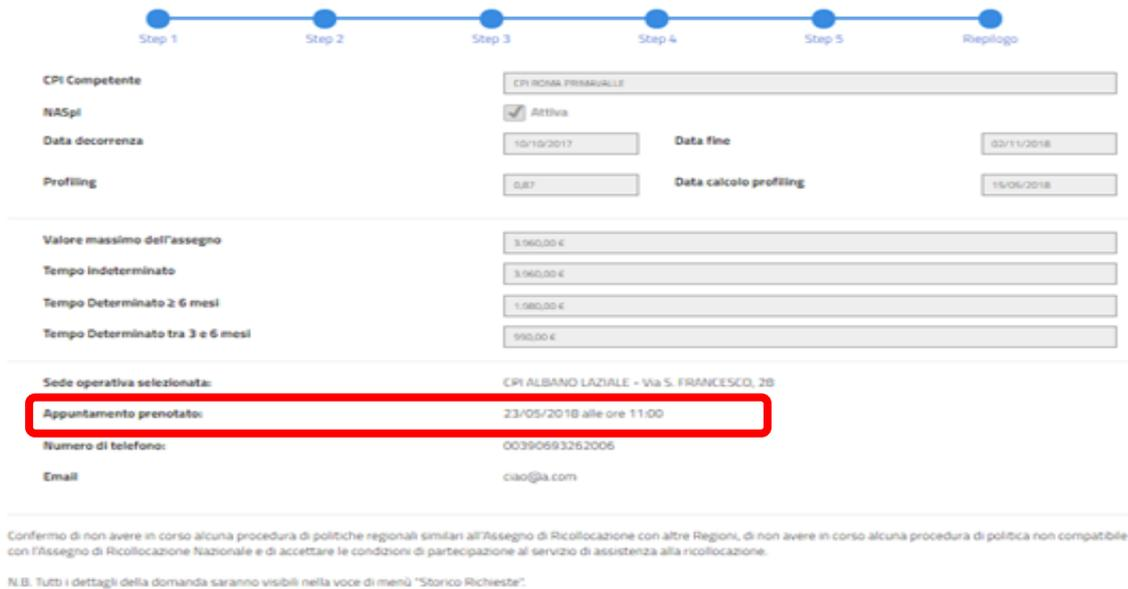 Step 1 Step 2 Step 3 Step 4 Step 5 Riepilogo
CPI Competente CPI ROMA PRIMAVALLE
NASpI Attiva
Data decorrenza 10/10/2017 Data fine 02/11/2018
Profiling 0,87 Data calcolo profiling 15/05/2018
Valore massimo dell'assegno 3.960,00 €
Tempo Indeterminato 3.960,00 €
Tempo Determinato ≥ 6 mesi 1.980,00 €
Tempo Determinato tra 3 e 6 mesi 990,00 €
Sede operativa selezionata: CPI ALBANO LAZIALE - Via S. FRANCESCO, 28
Appuntamento prenotato: 23/05/2018 alle ore 11:00
Numero di telefono: 00390693262006
Email ciao@a.com
Confermo di non avere in corso alcuna procedura di politiche regionali similari all'Assegno di Ricollocazione con altre Regioni, di non avere in corso alcuna procedura di politica non compatibile
con l'Assegno di Ricollocazione Nazionale e di accettare le condizioni di partecipazione al servizio di assistenza alla ricollocazione.
N.B. Tutti i dettagli della domanda saranno visibili nella voce di menù "Storico Richieste".